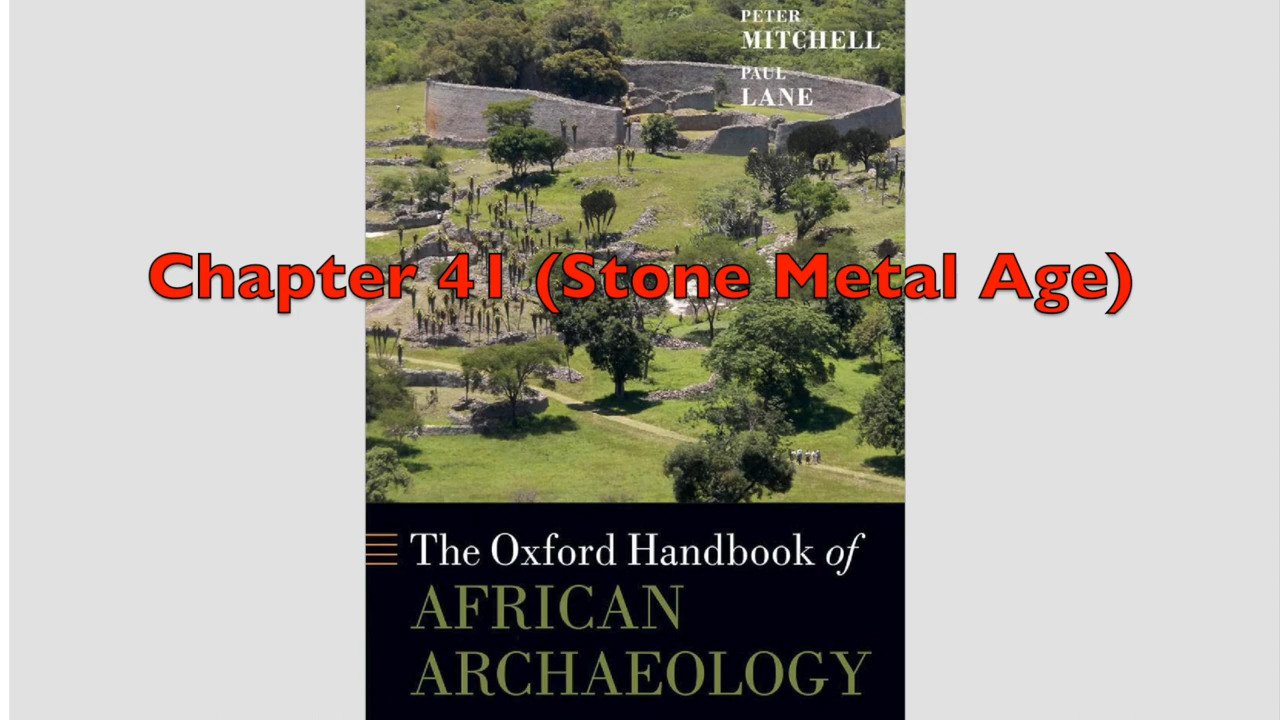 PETER
MITCHELL
PAUL
LANE
Chapter 41 (Stone Metal Age)
The Oxford Handbook of
AFRICAN
ARCHAEOLOGY